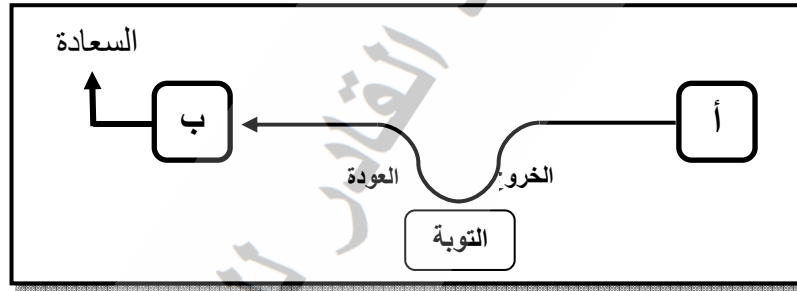 السعادة
أ
ب
الخروج
العودة
التوبة